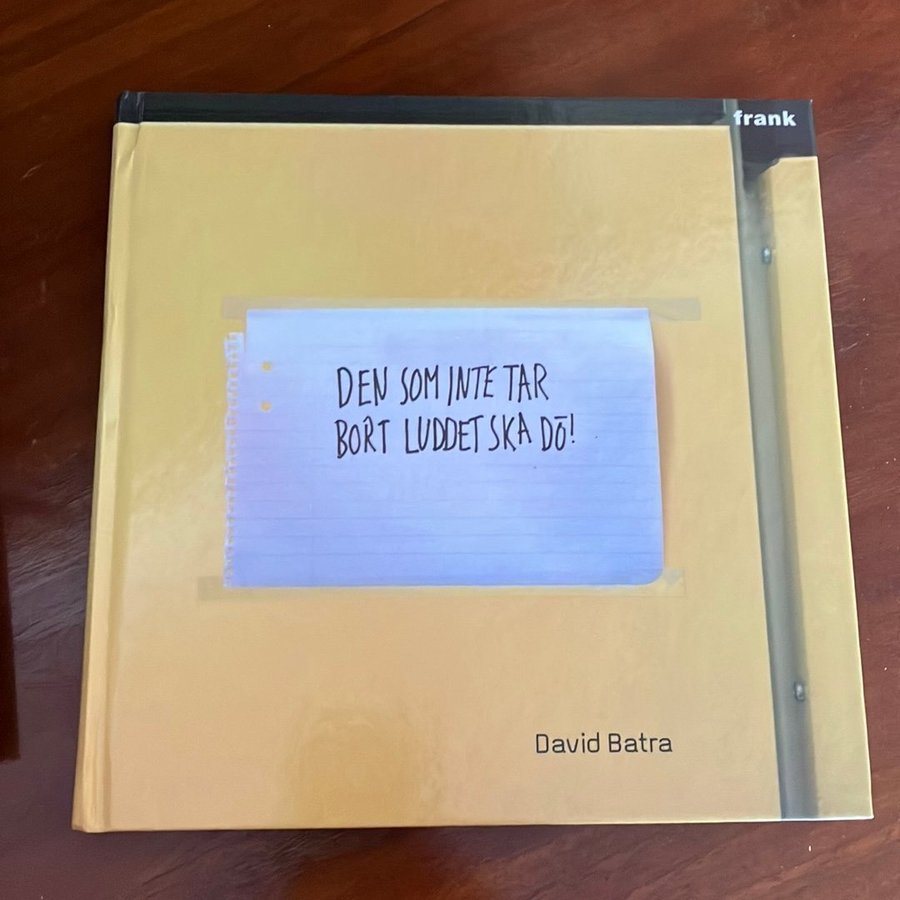 frank
DEN SOM INTE TAR
BORT LUDDET SKA DÖ!
David Batra